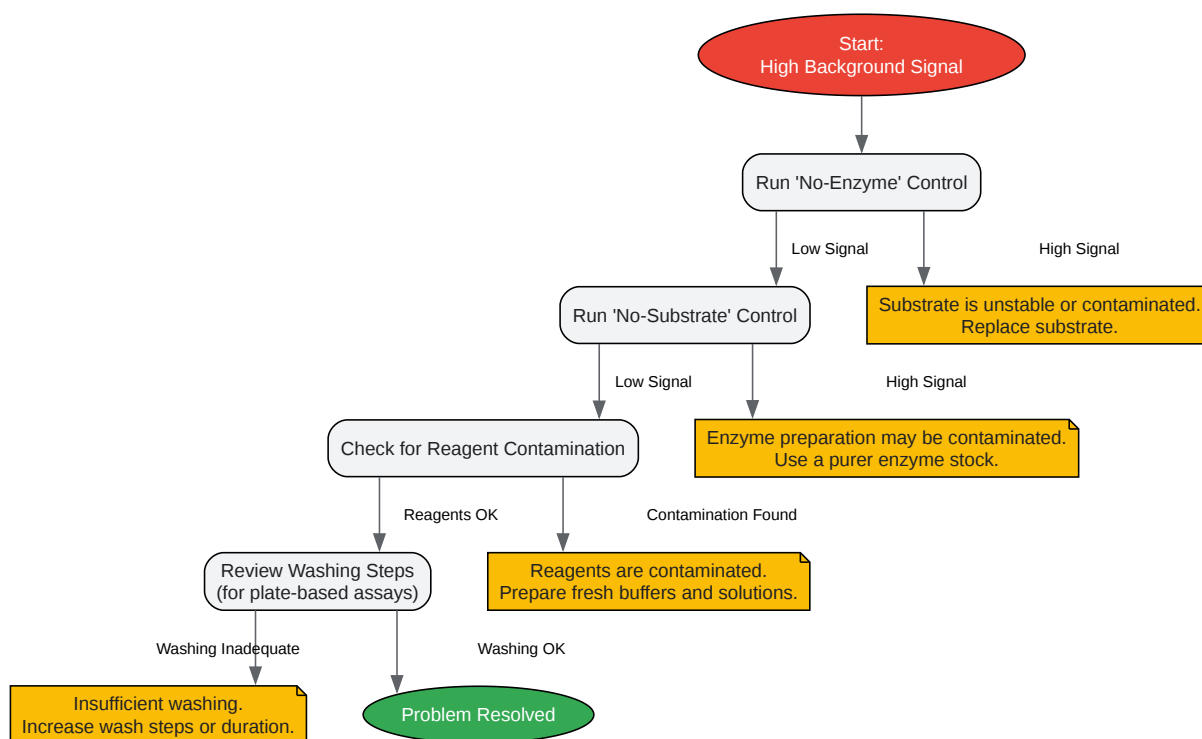 Start:
High Background Signal
Run 'No-Enzyme' Control
Low Signal
High Signal
Substrate is unstable or contaminated.
Replace substrate.
Run 'No-Substrate' Control
Low Signal
High Signal
Enzyme preparation may be contaminated.
Use a purer enzyme stock.
Check for Reagent Contamination
Reagents OK
Contamination Found
Reagents are contaminated.
Prepare fresh buffers and solutions.
Review Washing Steps
(for plate-based assays)
Washing Inadequate
Washing OK
Insufficient washing.
Increase wash steps or duration.
Problem Resolved